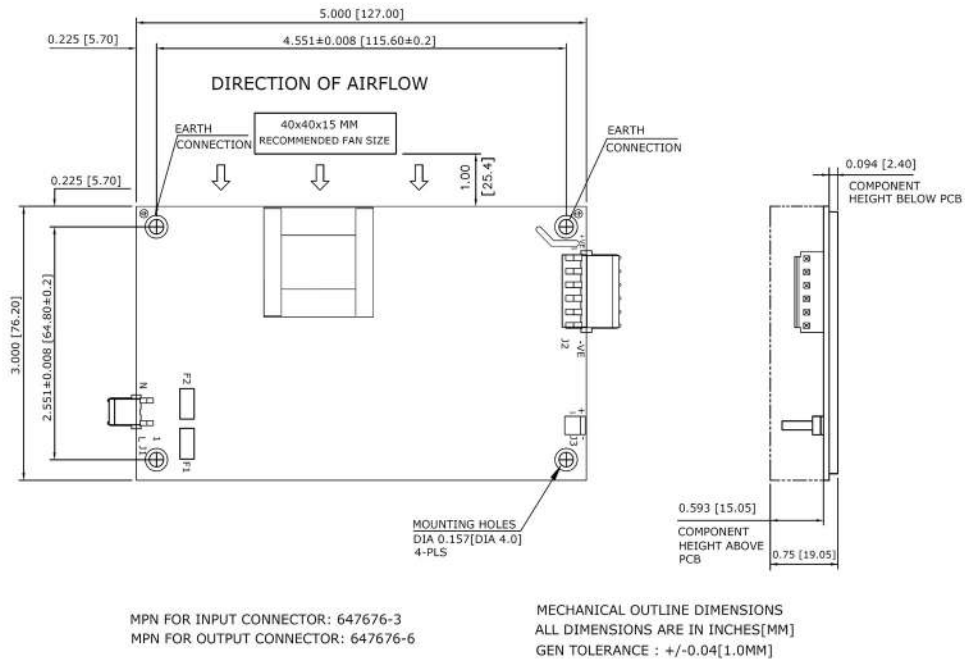 5.000 [127.00]
0.225 [5.70]
4.551±0.008 [115.60±0.2]
DIRECTION OF AIRFLOW
40x40x15 MM
RECOMMENDED FAN SIZE
EARTH
CONNECTION
EARTH
CONNECTION
1.00
[25.4]
0.225 [5.70]
0.094 [2.40]
COMPONENT
HEIGHT BELOW PCB
3.000 [76.20]
2.551±0.008 [64.80±0.2]
+VE
J2
-VE
N
F2
L
J1
1
F1
+
1
J3
-
MOUNTING HOLES
DIA 0.157[DIA 4.0]
4-PLS
0.593 [15.05]
COMPONENT
HEIGHT ABOVE
PCB
0.75 [19.05]
MPN FOR INPUT CONNECTOR: 647676-3
MPN FOR OUTPUT CONNECTOR: 647676-6
MECHANICAL OUTLINE DIMENSIONS
ALL DIMENSIONS ARE IN INCHES[MM]
GEN TOLERANCE : +/-0.04[1.0MM]